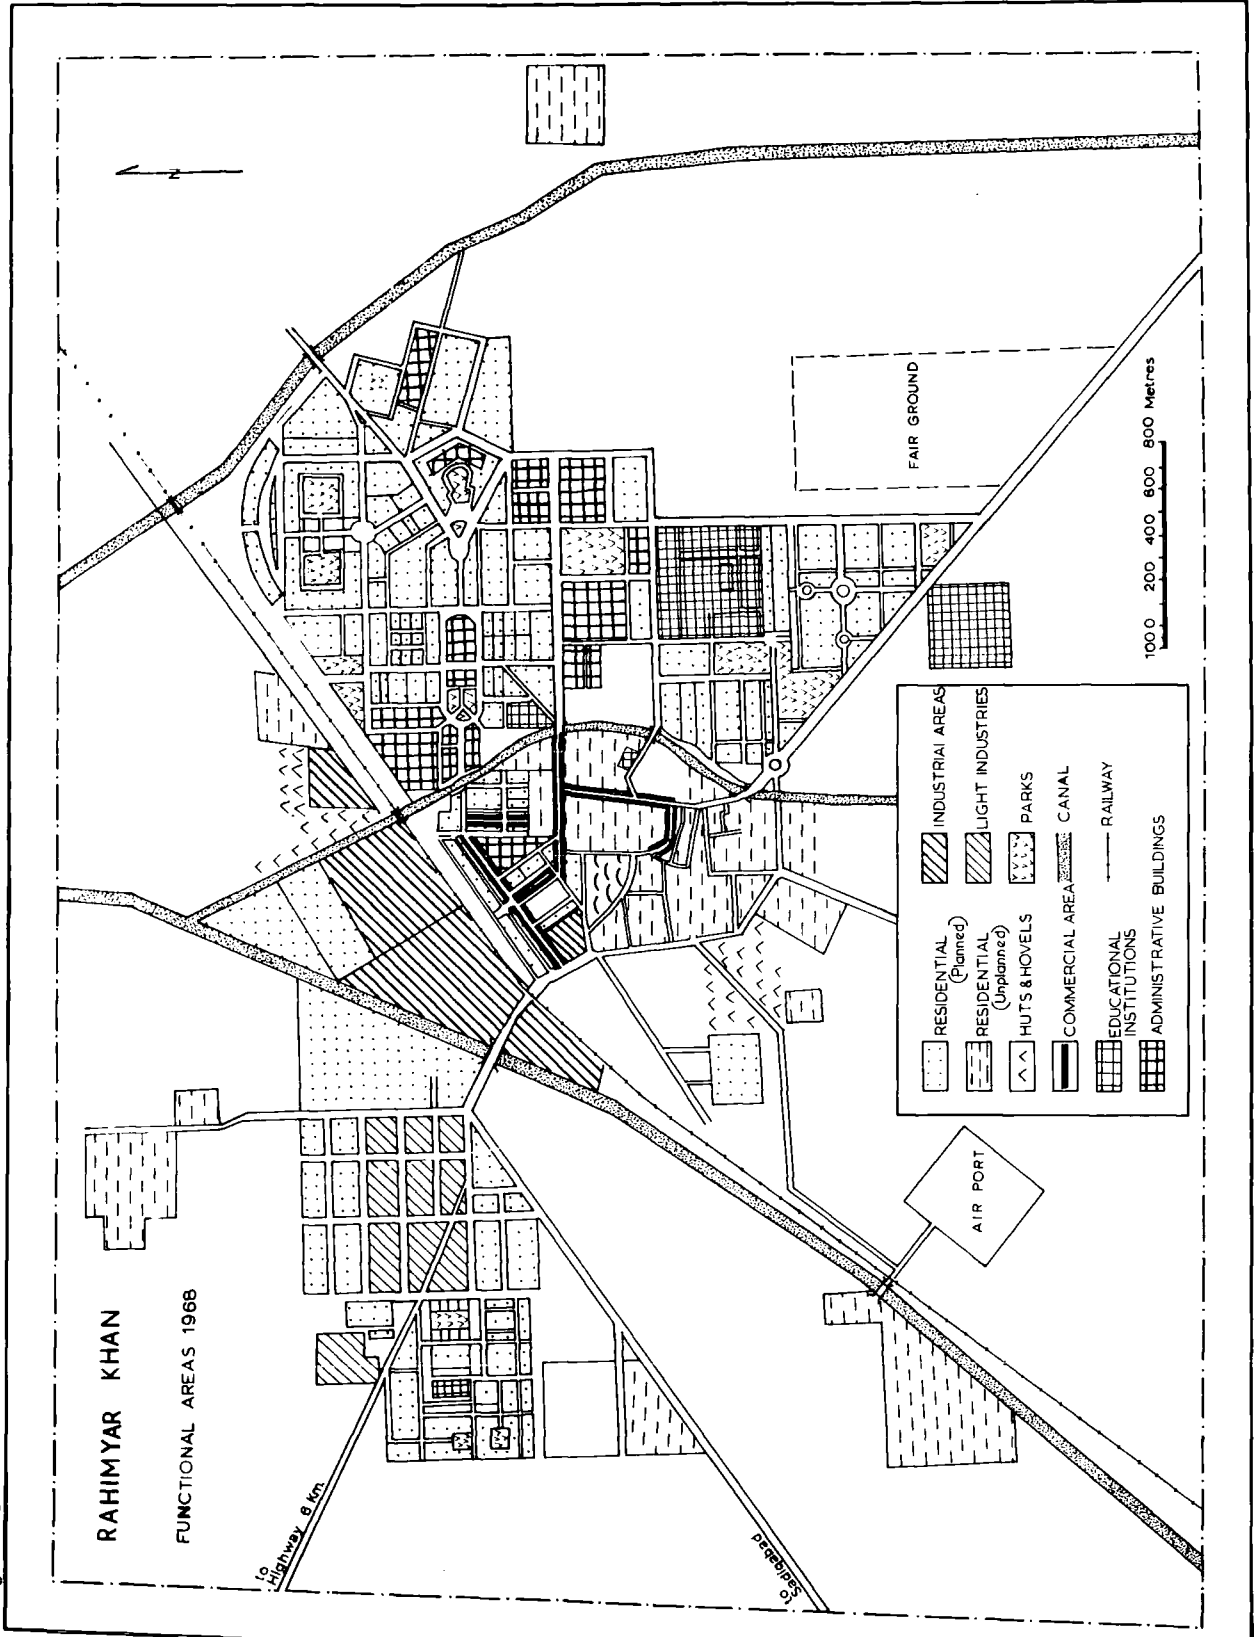 RAHIMYAR KHAN
FUNCTIONAL AREAS 1968
to
Highway 8 Km.
to
Sadiqabad
N
AIR PORT
FAIR GROUND
RESIDENTIAL
(Planned)
RESIDENTIAL
(Unplanned)
HUTS & HOVELS
COMMERCIAL AREA
EDUCATIONAL
INSTITUTIONS
ADMINISTRATIVE BUILDINGS
INDUSTRIAL AREAS
LIGHT INDUSTRIES
PARKS
CANAL
RAILWAY
100 0 200 400 600 800 Metres